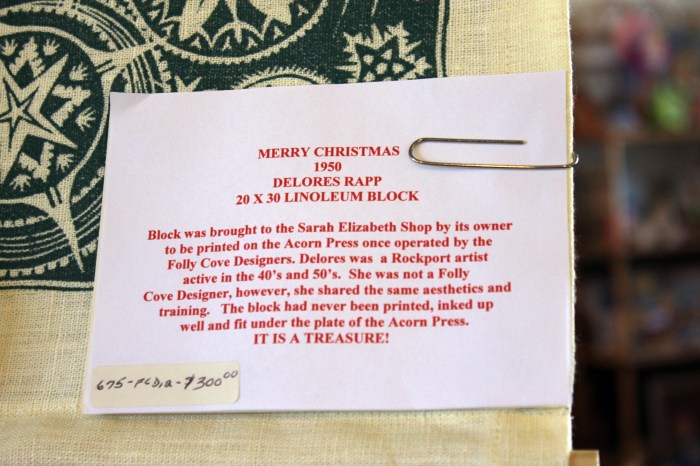 MERRY CHRISTMAS
1950
DELORES RAPP
20 X 30 LINOLEUM BLOCK
Block was brought to the Sarah Elizabeth Shop by its owner
to be printed on the Acorn Press once operated by the
Folly Cove Designers. Delores was a Rockport artist
active in the 40's and 50's. She was not a Folly
Cove Designer, however, she shared the same aesthetics and
training. The block had never been printed, inked up
well and fit under the plate of the Acorn Press.
IT IS A TREASURE!
$300.00